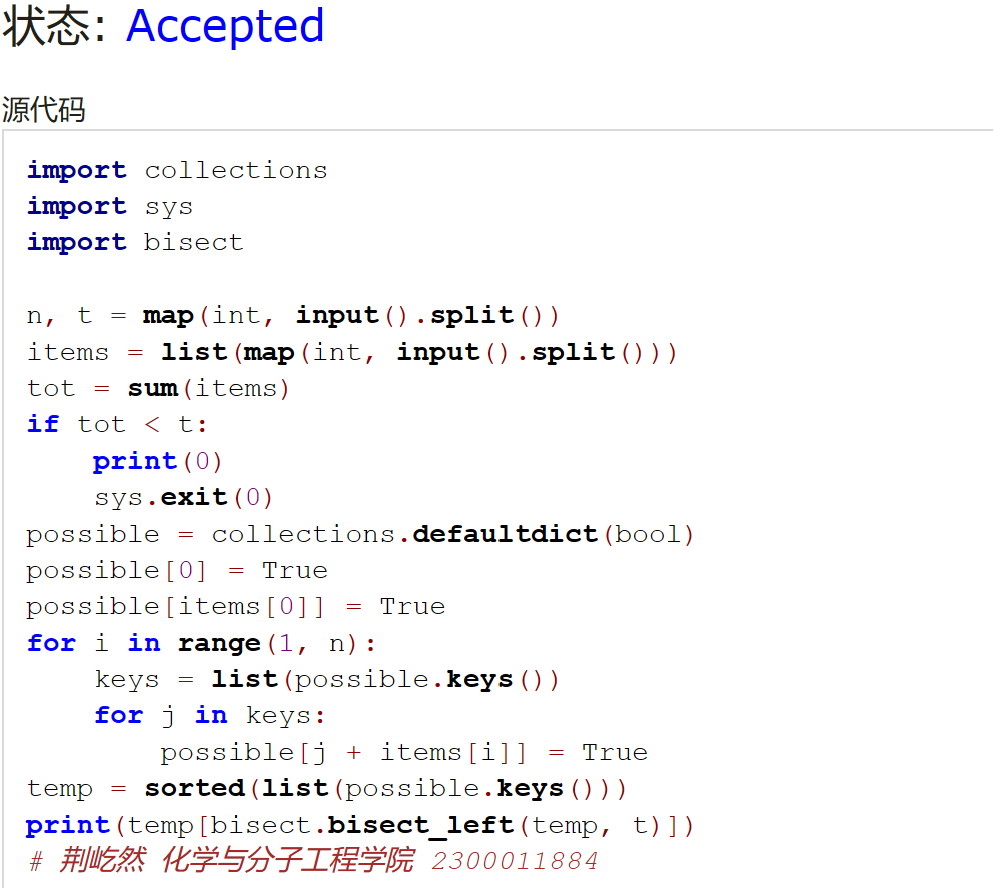 状态: Accepted
源代码
import collections
import sys
import bisect
n, t = map(int, input().split())
items = list(map(int, input().split()))
tot = sum(items)
if tot < t:
    print(0)
    sys.exit(0)
possible = collections.defaultdict(bool)
possible[0] = True
possible[items[0]] = True
for i in range(1, n):
    keys = list(possible.keys())
    for j in keys:
        possible[j + items[i]] = True
temp = sorted(list(possible.keys()))
print(temp[bisect.bisect_left(temp, t)])
# 荆屹然 化学与分子工程学院 2300011884